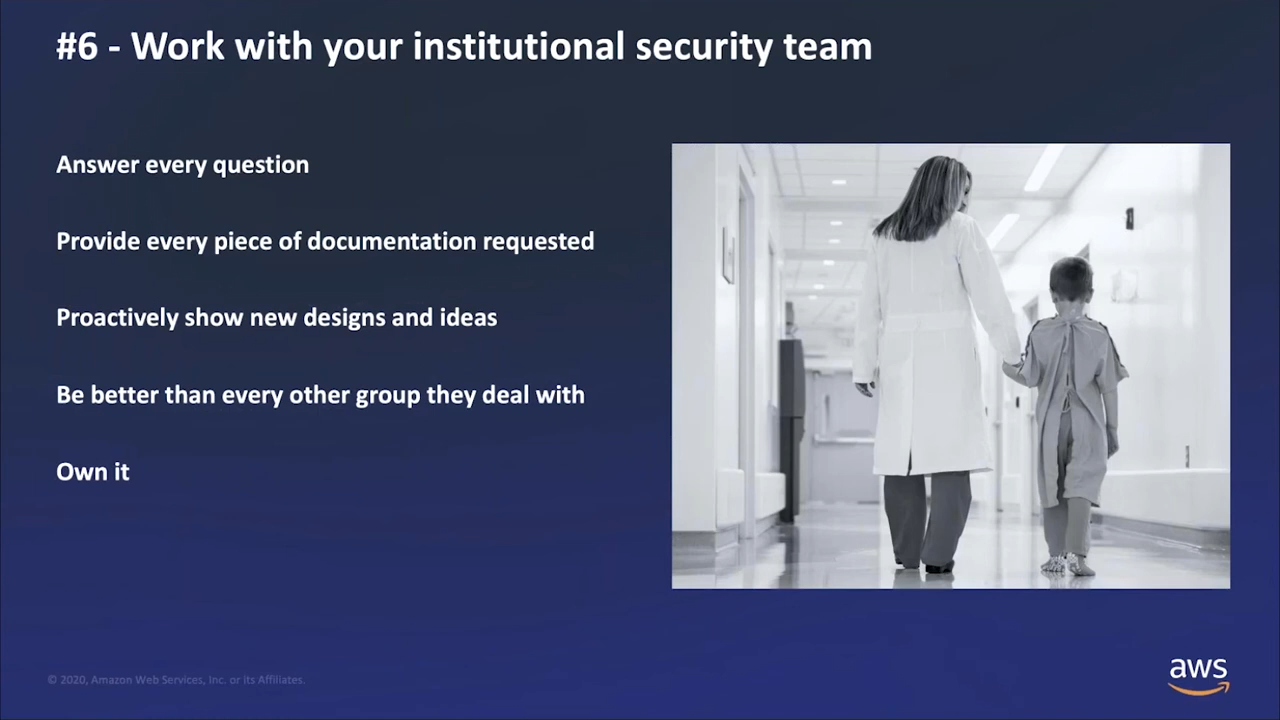 #6 - Work with your institutional security team
Answer every question
Provide every piece of documentation requested
Proactively show new designs and ideas
Be better than every other group they deal with
Own it
© 2020, Amazon Web Services, Inc. or its Affiliates.
aws